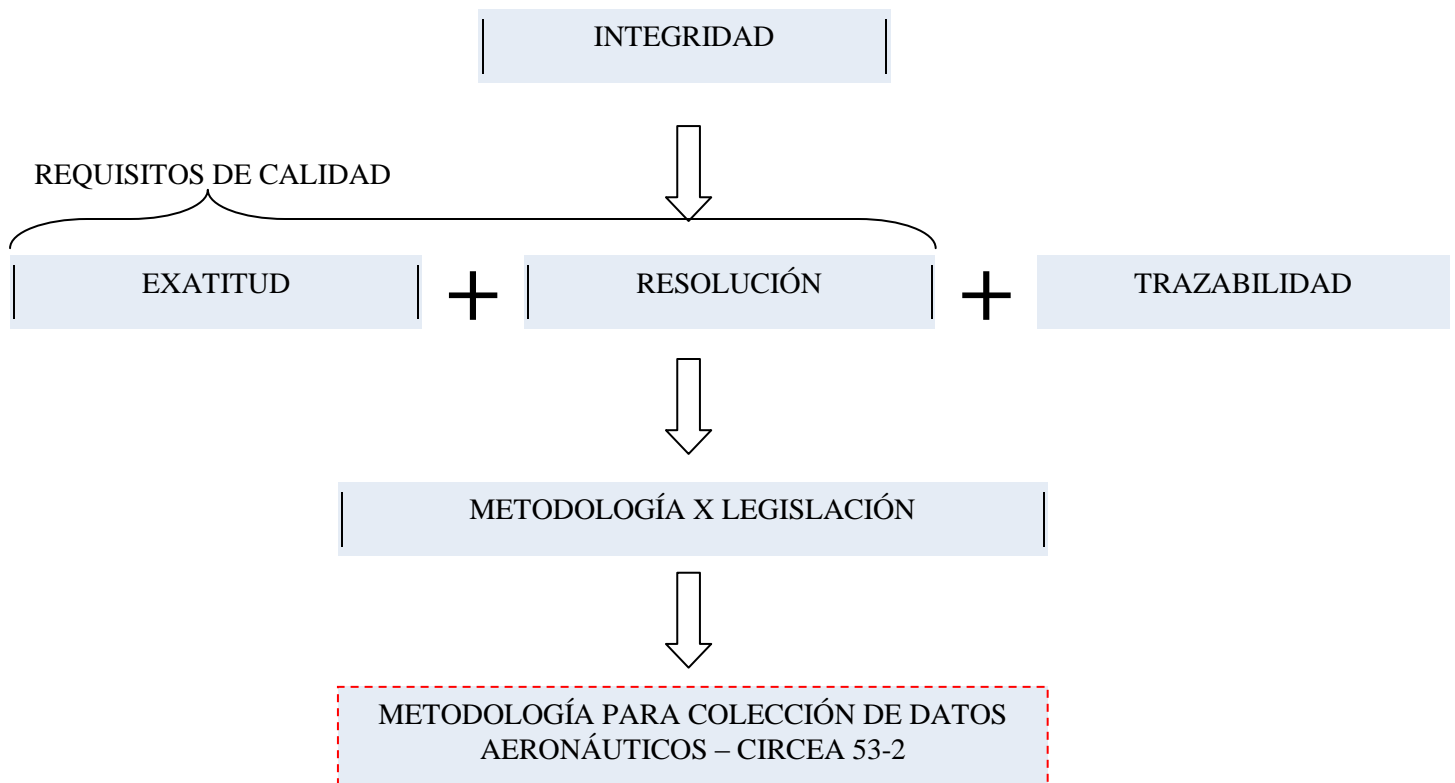 INTEGRIDAD
REQUISITOS DE CALIDAD
EXATITUD + RESOLUCIÓN + TRAZABILIDAD
METODOLOGÍA X LEGISLACIÓN
METODOLOGÍA PARA COLECCIÓN DE DATOS
AERONÁUTICOS – CIRCEA 53-2